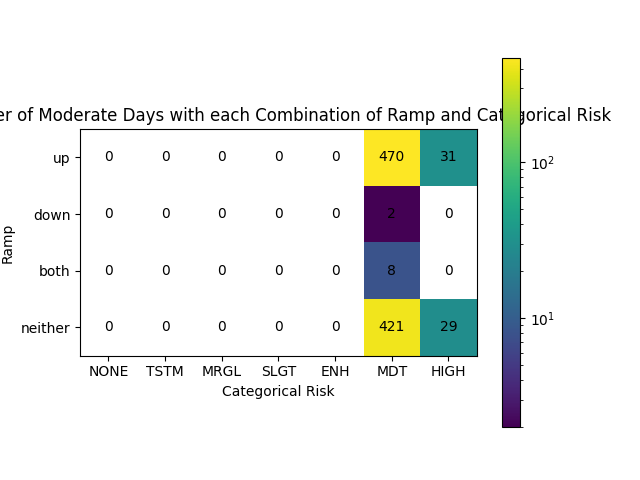 er of Moderate Days with each Combination of Ramp and Categorical Risk
up 0 0 0 0 0 470 31
down 0 0 0 0 0 2 0
both 0 0 0 0 0 8 0
neither 0 0 0 0 0 421 29
NONE TSTM MRGL SLGT ENH MDT HIGH
Categorical Risk
Ramp
10²
10¹